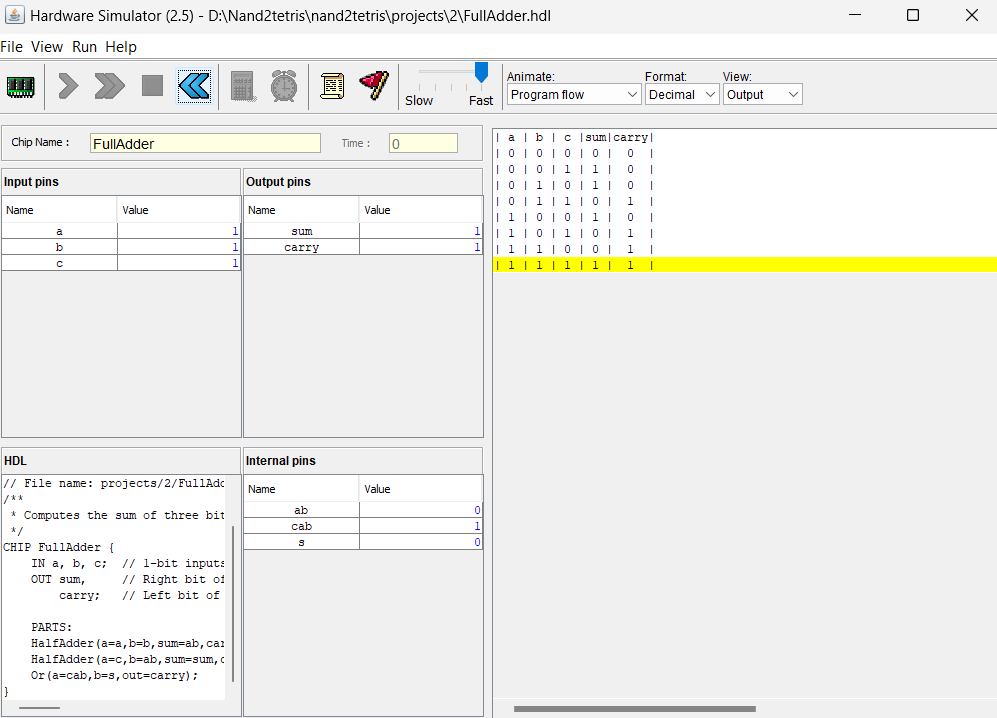 Hardware Simulator (2.5) - D:\Nand2tetris\nand2tetris\projects\2\FullAdder.hdl
File View Run Help
Slow Fast
Animate: Format: View:
Program flow Decimal Output
Chip Name : FullAdder Time : 0
Input pins
Name Value
a 1
b 1
c 1
Output pins
Name Value
sum 1
carry 1
HDL
// File name: projects/2/FullAdd
/**
 * Computes the sum of three bit
 */
CHIP FullAdder {
    IN a, b, c;  // 1-bit inputs
    OUT sum,     // Right bit of
        carry;   // Left bit of
    PARTS:
    HalfAdder(a=a,b=b,sum=ab,car
    HalfAdder(a=c,b=ab,sum=sum,c
    Or(a=cab,b=s,out=carry);
}
Internal pins
Name Value
ab 0
cab 1
s 0
| a | b | c |sum|carry|
| 0 | 0 | 0 | 0 |  0  |
| 0 | 0 | 1 | 1 |  0  |
| 0 | 1 | 0 | 1 |  0  |
| 0 | 1 | 1 | 0 |  1  |
| 1 | 0 | 0 | 1 |  0  |
| 1 | 0 | 1 | 0 |  1  |
| 1 | 1 | 0 | 0 |  1  |
| 1 | 1 | 1 | 1 |  1  |